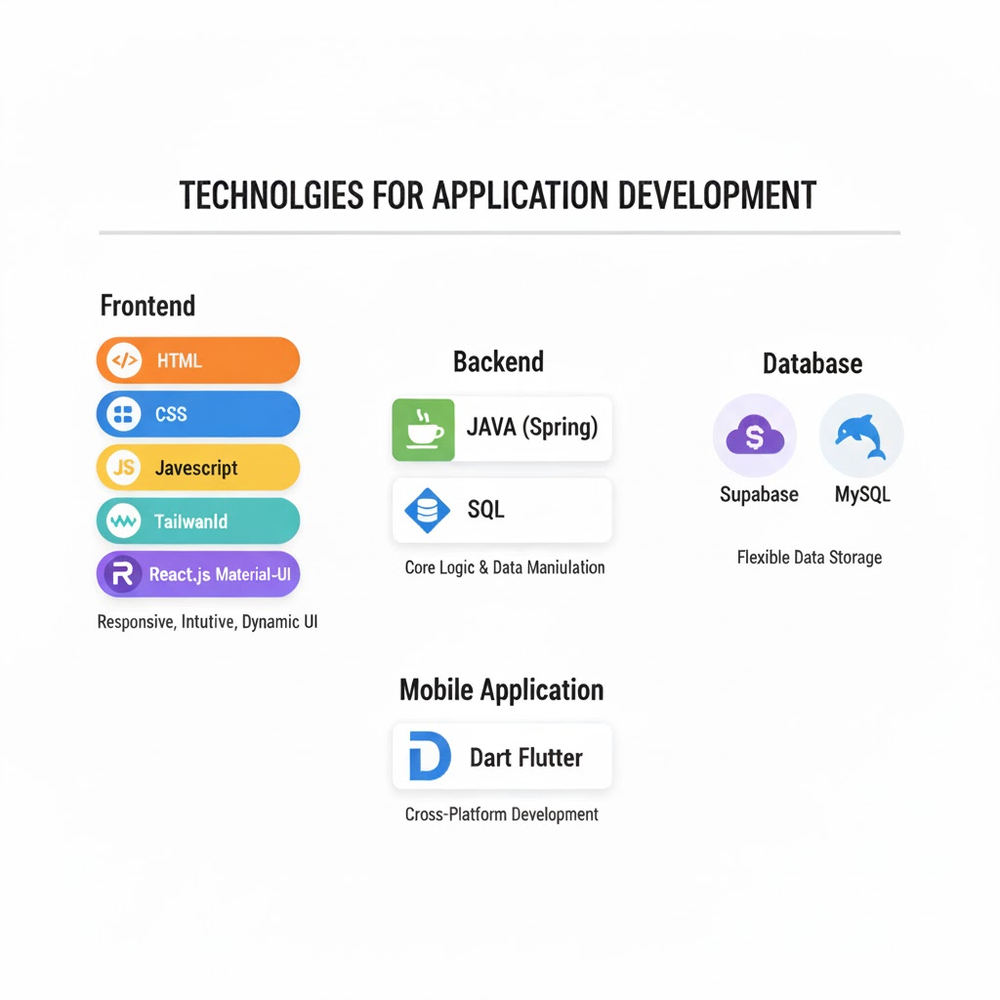 TECHNOLGIES FOR APPLICATION DEVELOPMENT
Frontend
</> HTML
CSS
JS Javescript
Tailwanld
R React.js Material-UI
Responsive, Intutive, Dynamic UI
Backend
JAVA (Spring)
SQL
Core Logic & Data Maniulation
Database
S
Supabase
MySQL
Flexible Data Storage
Mobile Application
D Dart Flutter
Cross-Platform Development